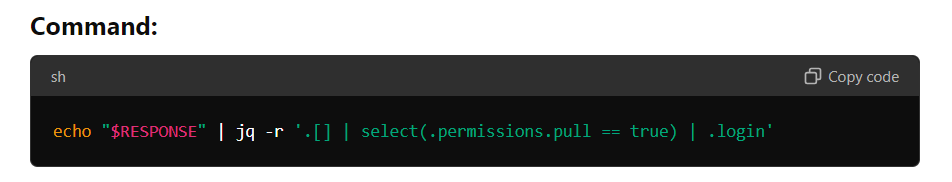 Command:
sh
Copy code
echo "$RESPONSE" | jq -r '.[] | select(.permissions.pull == true) | .login'